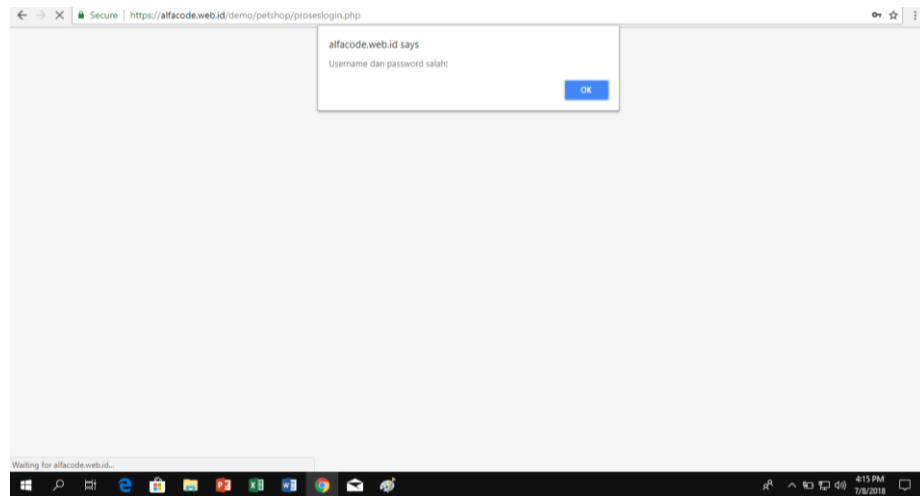 Secure | https://alfacode.web.id/demo/petshop/proseslogin.php
alfacode.web.id says
Username dan password salah!
OK
Waiting for alfacode.web.id...
4:15 PM
7/8/2018